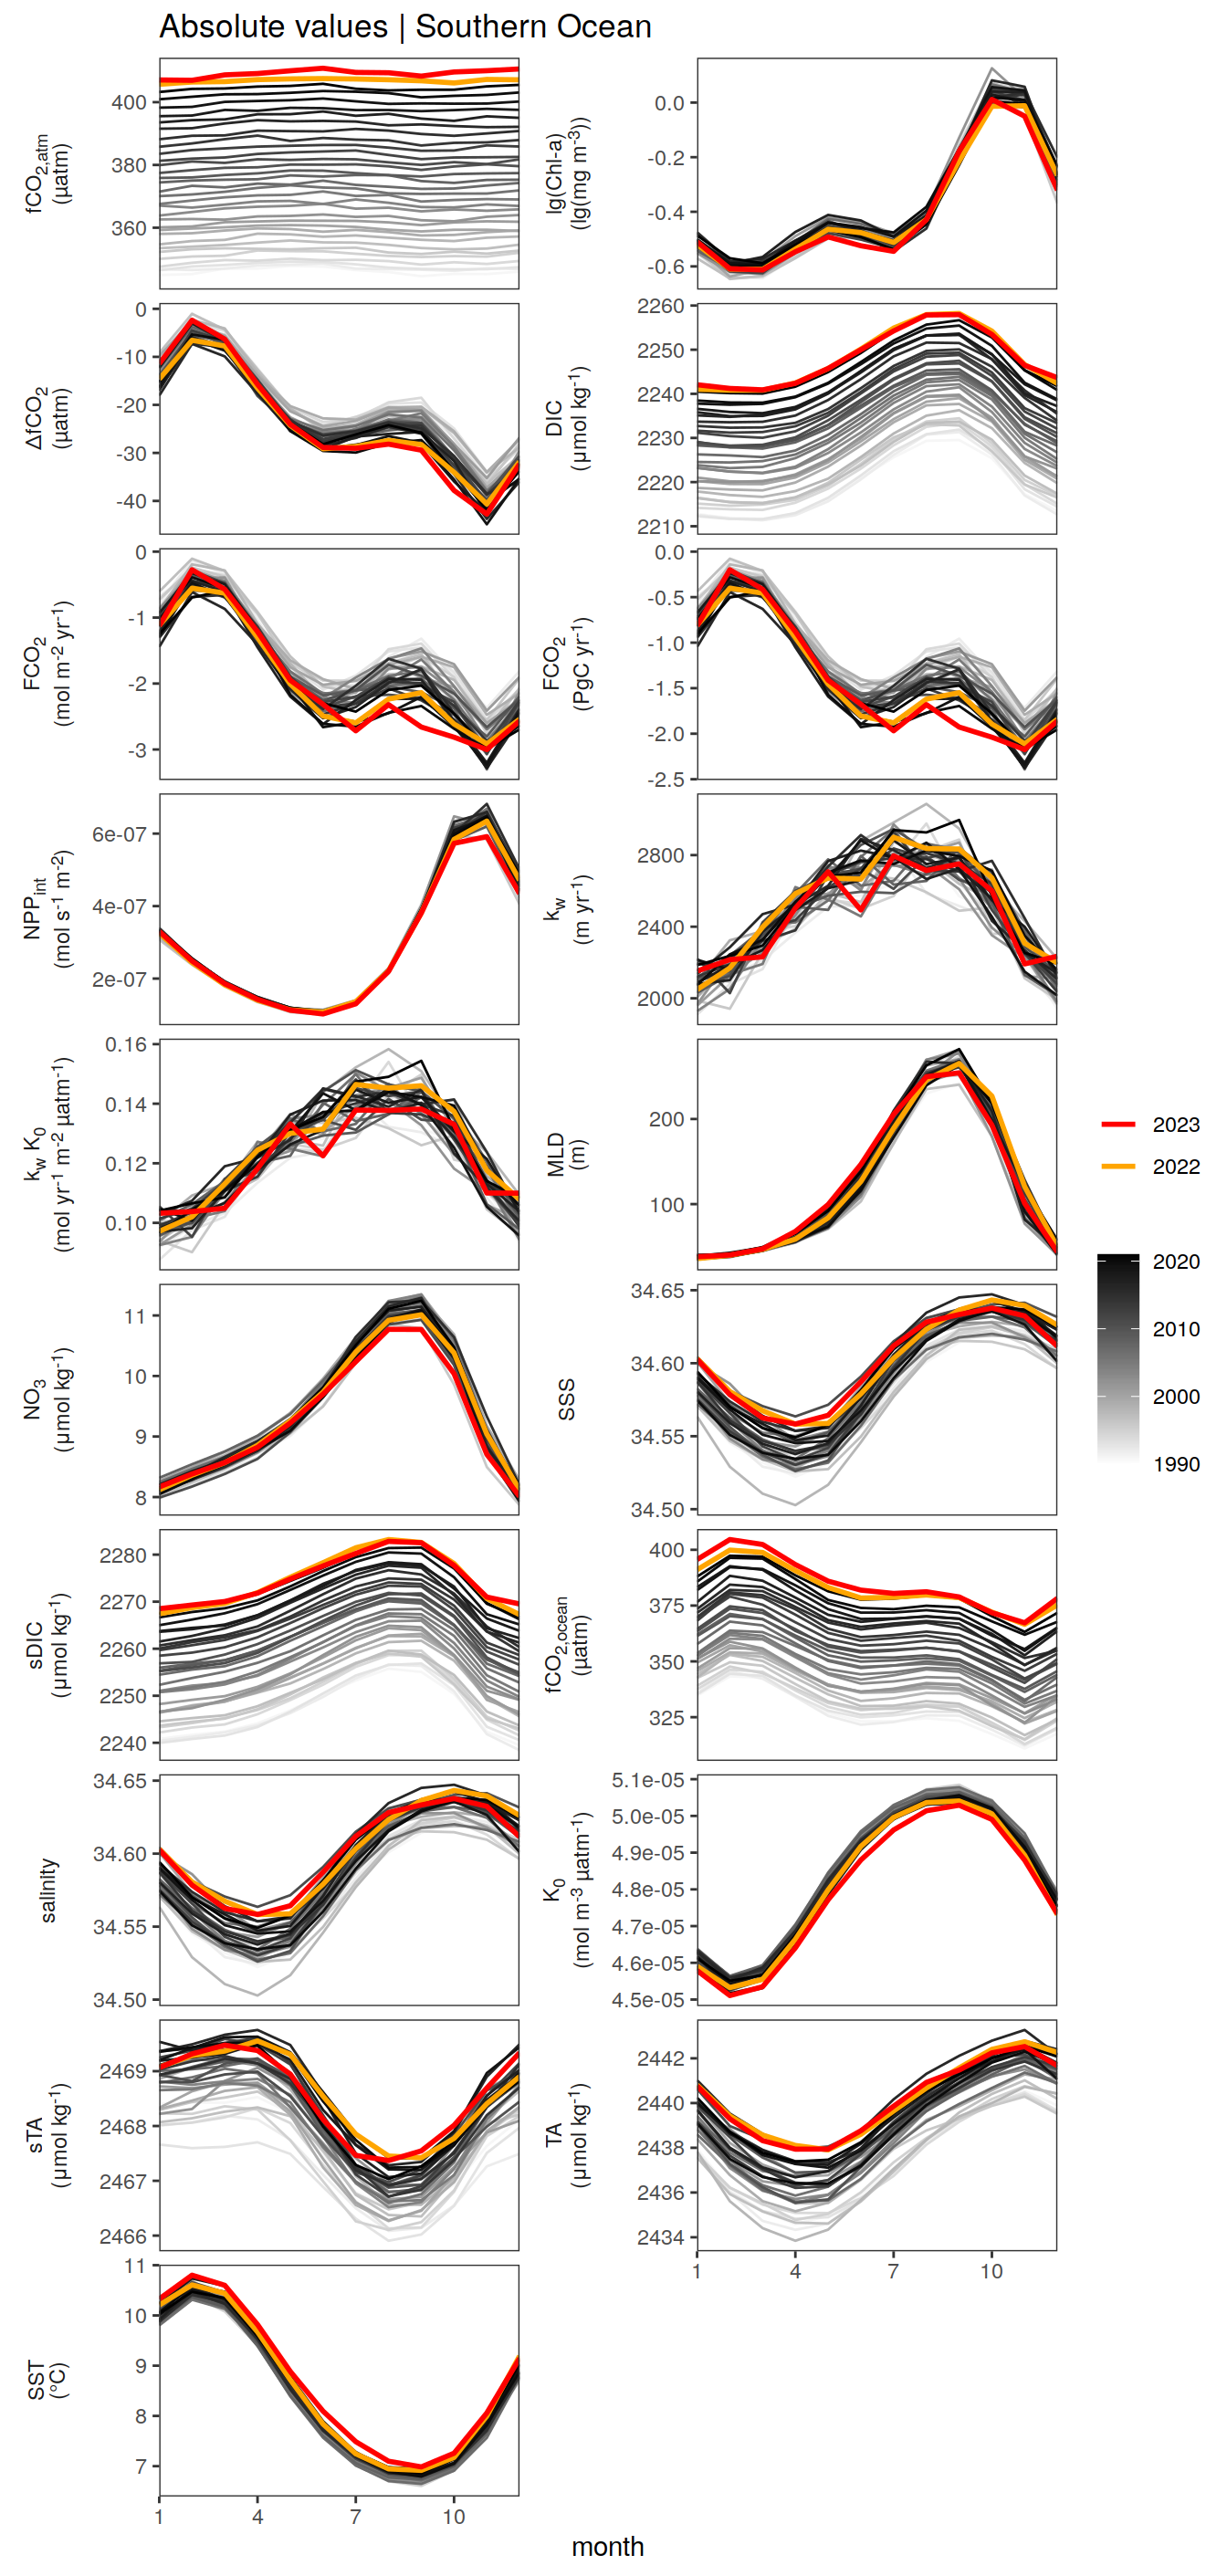 Absolute values | Southern Ocean
fCO2,atm
(µatm)
400
380
360
lg(Chl-a)
(lg(mg m-3))
0.0
-0.2
-0.4
-0.6
ΔfCO2
(µatm)
0
-10
-20
-30
-40
DIC
(µmol kg-1)
2260
2250
2240
2230
2220
2210
FCO2
(mol m-2 yr-1)
0
-1
-2
-3
FCO2
(PgC yr-1)
0.0
-0.5
-1.0
-1.5
-2.0
-2.5
NPPint
(mol s-1 m-2)
6e-07
4e-07
2e-07
kw
(m yr-1)
2800
2400
2000
kw K0
(mol yr-1 m-2 µatm-1)
0.16
0.14
0.12
0.10
MLD
(m)
200
100
NO3
(µmol kg-1)
11
10
9
8
SSS
34.65
34.60
34.55
34.50
sDIC
(µmol kg-1)
2280
2270
2260
2250
2240
fCO2,ocean
(µatm)
400
375
350
325
salinity
34.65
34.60
34.55
34.50
K0
(mol m-3 µatm-1)
5.1e-05
5.0e-05
4.9e-05
4.8e-05
4.7e-05
4.6e-05
4.5e-05
sTA
(µmol kg-1)
2469
2468
2467
2466
TA
(µmol kg-1)
2442
2440
2438
2436
2434
1 4 7 10
SST
(°C)
11
10
9
8
7
1 4 7 10
month
2023
2022
2020
2010
2000
1990